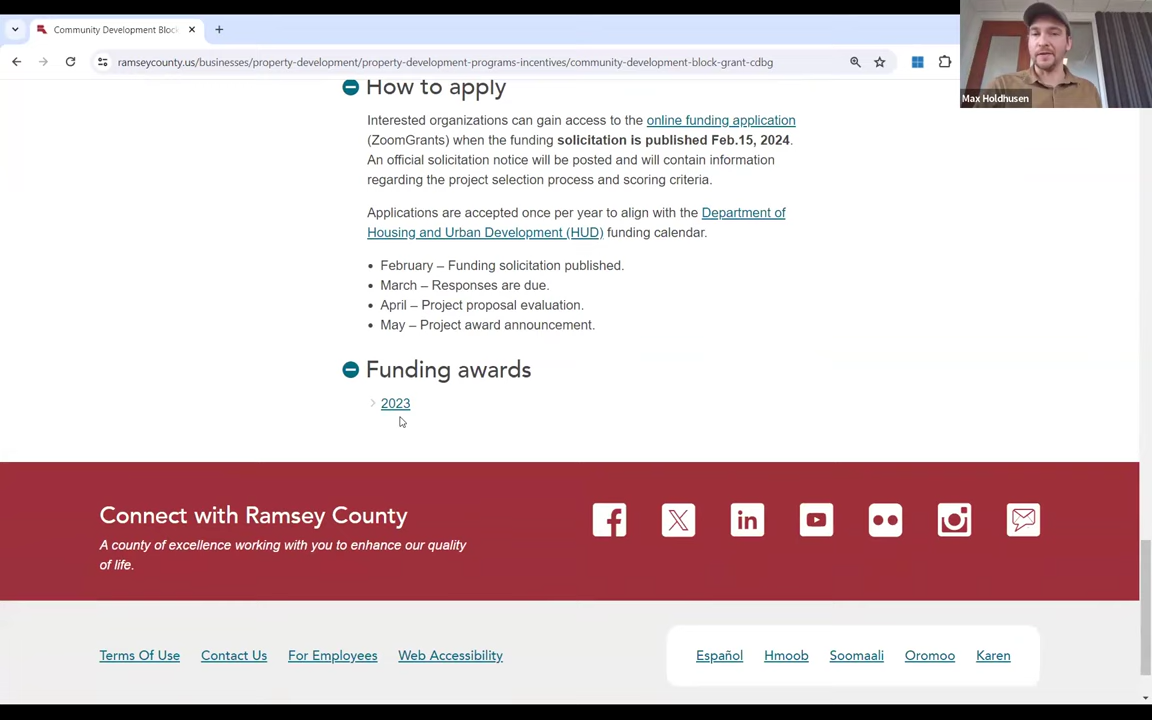 Community Development Bloc
ramseycounty.us/businesses/property-development/property-development-programs-incentives/community-development-block-grant-cdbg
Max Holdhusen
How to apply
Interested organizations can gain access to the online funding application
(ZoomGrants) when the funding solicitation is published Feb.15, 2024.
An official solicitation notice will be posted and will contain information
regarding the project selection process and scoring criteria.
Applications are accepted once per year to align with the Department of
Housing and Urban Development (HUD) funding calendar.
• February – Funding solicitation published.
• March – Responses are due.
• April – Project proposal evaluation.
• May – Project award announcement.
Funding awards
2023
Connect with Ramsey County
A county of excellence working with you to enhance our quality
of life.
Terms Of Use Contact Us For Employees Web Accessibility
Español Hmoob Soomaali Oromoo Karen